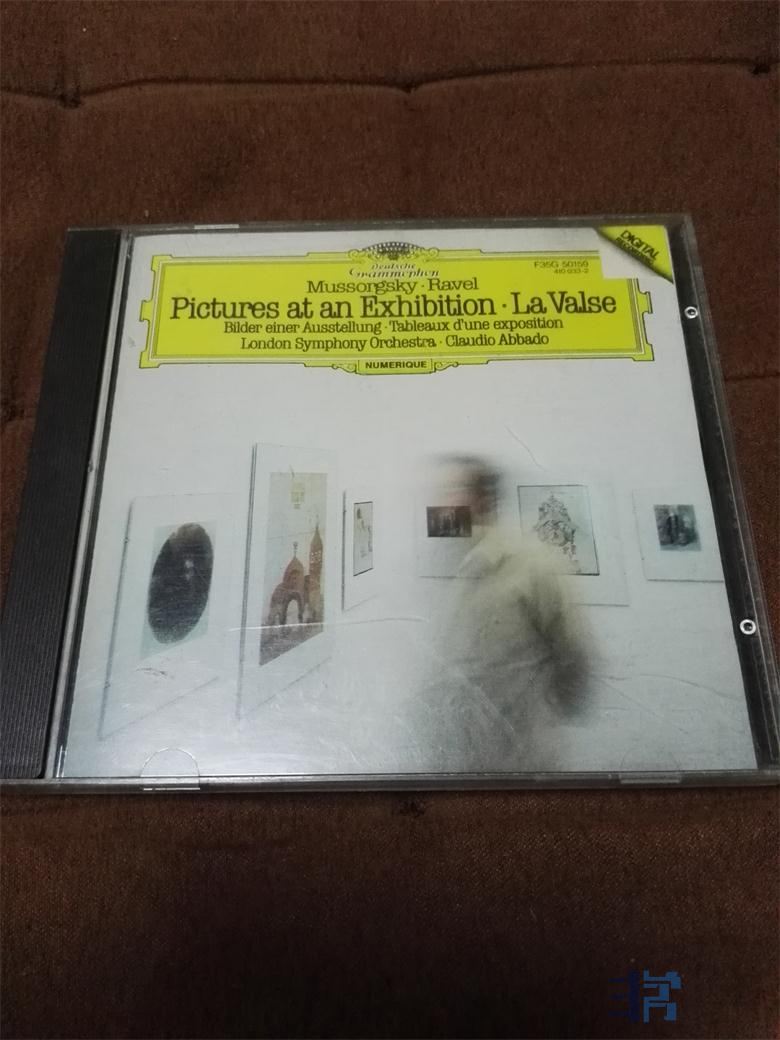 Deutsche
Grammophon
F35G 50159
410 033-2
DIGITAL
RECORDING
Mussorgsky · Ravel
Pictures at an Exhibition · La Valse
Bilder einer Ausstellung · Tableaux d'une exposition
London Symphony Orchestra · Claudio Abbado
NUMERIQUE